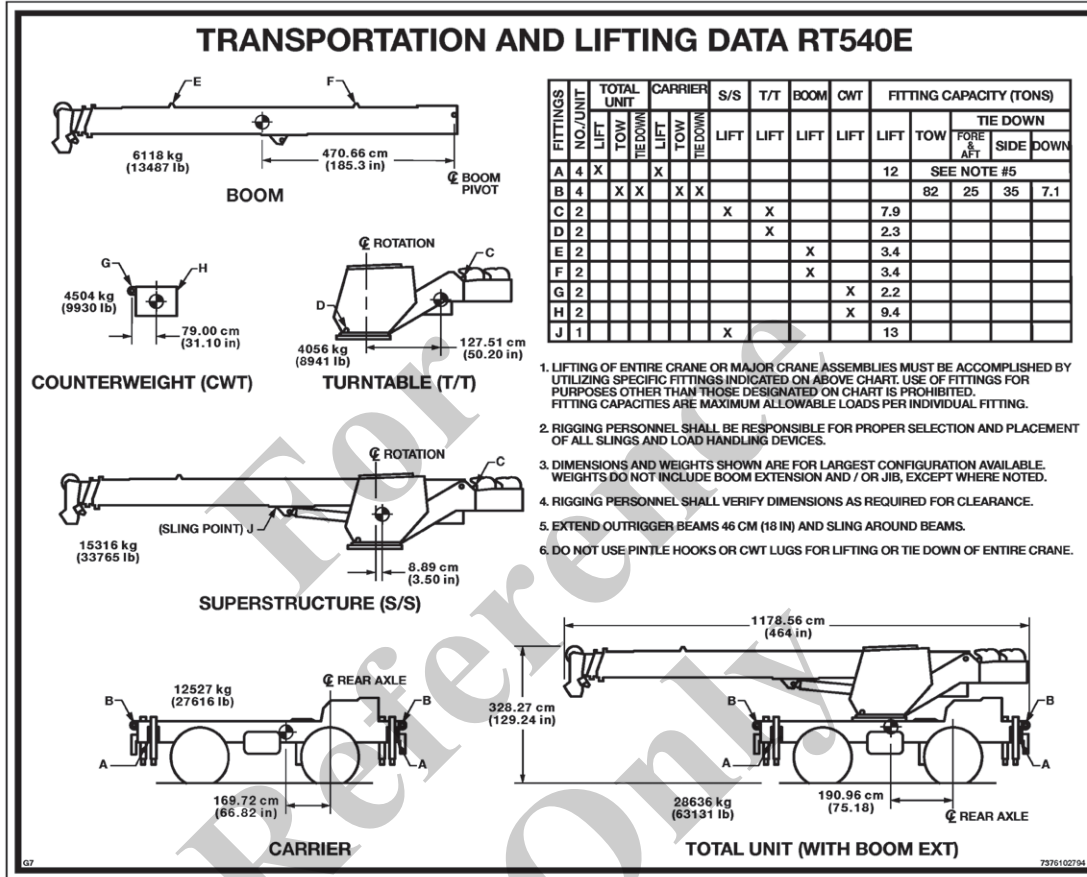 TRANSPORTATION AND LIFTING DATA RT540E
E
F
6118 kg
(13487 lb)
470.66 cm
(185.3 in)
℄ BOOM
PIVOT
BOOM
G
H
4504 kg
(9930 lb)
79.00 cm
(31.10 in)
COUNTERWEIGHT (CWT)
℄ ROTATION
C
D
4056 kg
(8941 lb)
127.51 cm
(50.20 in)
TURNTABLE (T/T)
℄ ROTATION
C
(SLING POINT) J
15316 kg
(33765 lb)
8.89 cm
(3.50 in)
SUPERSTRUCTURE (S/S)
12527 kg
(27616 lb)
℄ REAR AXLE
B
B
A
A
169.72 cm
(66.82 in)
CARRIER
FITTINGS NO./UNIT TOTAL UNIT CARRIER S/S T/T BOOM CWT FITTING CAPACITY (TONS)
LIFT TOW TIE DOWN LIFT TOW TIE DOWN LIFT LIFT LIFT LIFT LIFT TOW TIE DOWN
FORE & AFT SIDE DOWN
A 4 X X 12 SEE NOTE #5
B 4 X X X X 82 25 35 7.1
C 2 X X 7.9
D 2 X 2.3
E 2 X 3.4
F 2 X 3.4
G 2 X 2.2
H 2 X 9.4
J 1 X 13
1. LIFTING OF ENTIRE CRANE OR MAJOR CRANE ASSEMBLIES MUST BE ACCOMPLISHED BY
UTILIZING SPECIFIC FITTINGS INDICATED ON ABOVE CHART. USE OF FITTINGS FOR
PURPOSES OTHER THAN THOSE DESIGNATED ON CHART IS PROHIBITED.
FITTING CAPACITIES ARE MAXIMUM ALLOWABLE LOADS PER INDIVIDUAL FITTING.
2. RIGGING PERSONNEL SHALL BE RESPONSIBLE FOR PROPER SELECTION AND PLACEMENT
OF ALL SLINGS AND LOAD HANDLING DEVICES.
3. DIMENSIONS AND WEIGHTS SHOWN ARE FOR LARGEST CONFIGURATION AVAILABLE.
WEIGHTS DO NOT INCLUDE BOOM EXTENSION AND / OR JIB, EXCEPT WHERE NOTED.
4. RIGGING PERSONNEL SHALL VERIFY DIMENSIONS AS REQUIRED FOR CLEARANCE.
5. EXTEND OUTRIGGER BEAMS 46 CM (18 IN) AND SLING AROUND BEAMS.
6. DO NOT USE PINTLE HOOKS OR CWT LUGS FOR LIFTING OR TIE DOWN OF ENTIRE CRANE.
1178.56 cm
(464 in)
328.27 cm
(129.24 in)
B
B
A
A
28636 kg
(63131 lb)
190.96 cm
(75.18)
℄ REAR AXLE
TOTAL UNIT (WITH BOOM EXT)
G7
7376102794
For
Reference
Only